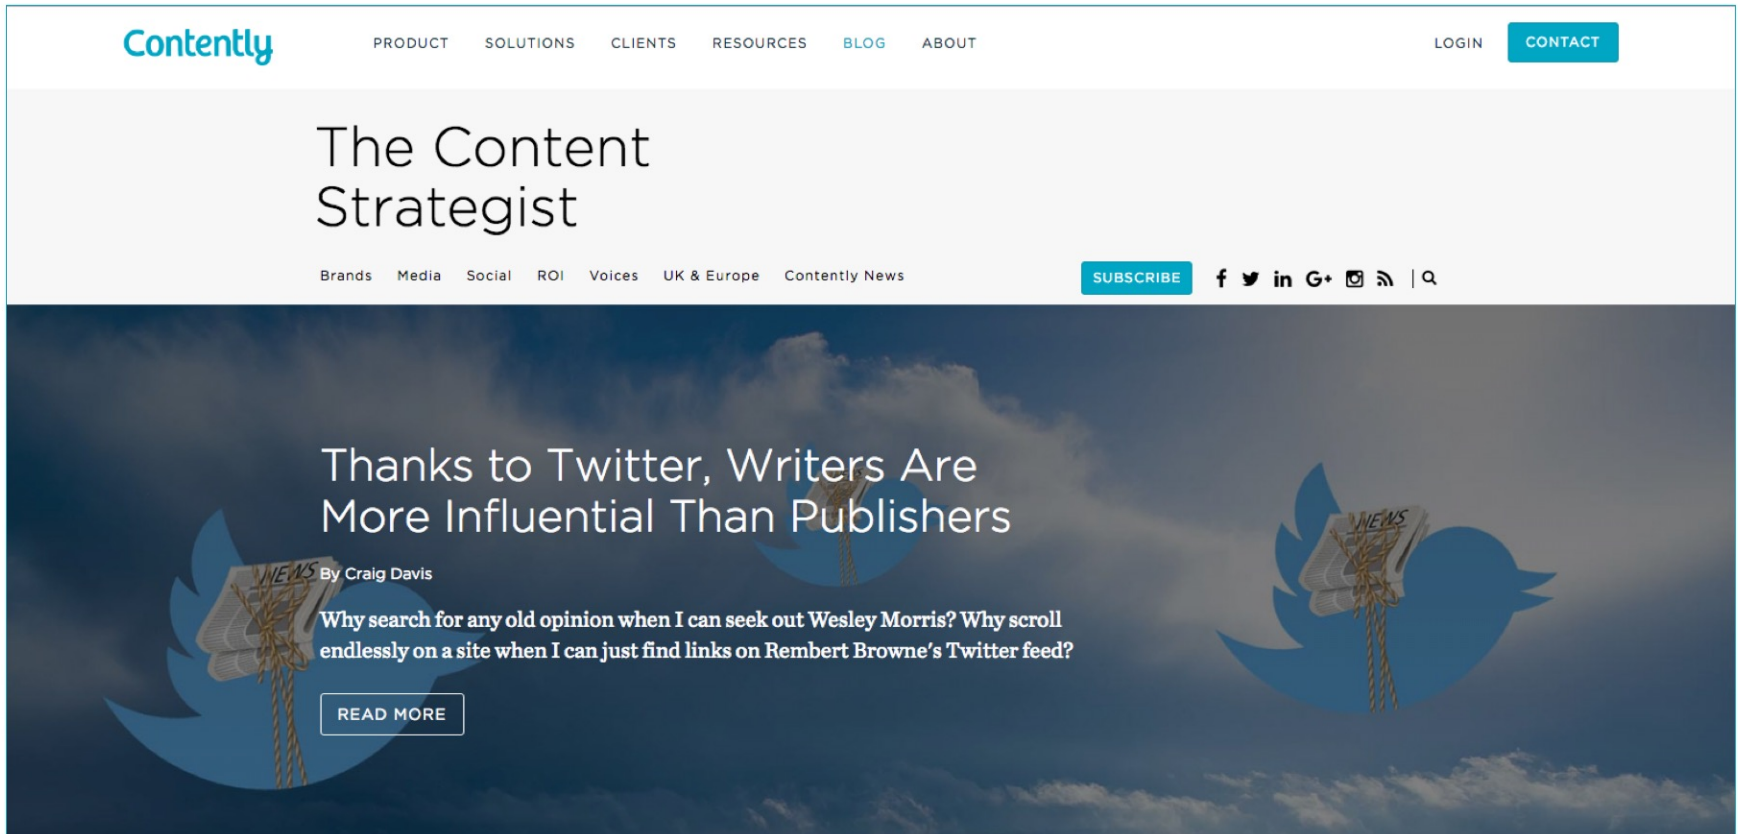 Contently PRODUCT SOLUTIONS CLIENTS RESOURCES BLOG ABOUT LOGIN CONTACT
The Content
Strategist
Brands Media Social ROI Voices UK & Europe Contently News SUBSCRIBE
Thanks to Twitter, Writers Are
More Influential Than Publishers
By Craig Davis
Why search for any old opinion when I can seek out Wesley Morris? Why scroll
endlessly on a site when I can just find links on Rembert Browne's Twitter feed?
READ MORE
NEWS
NEWS